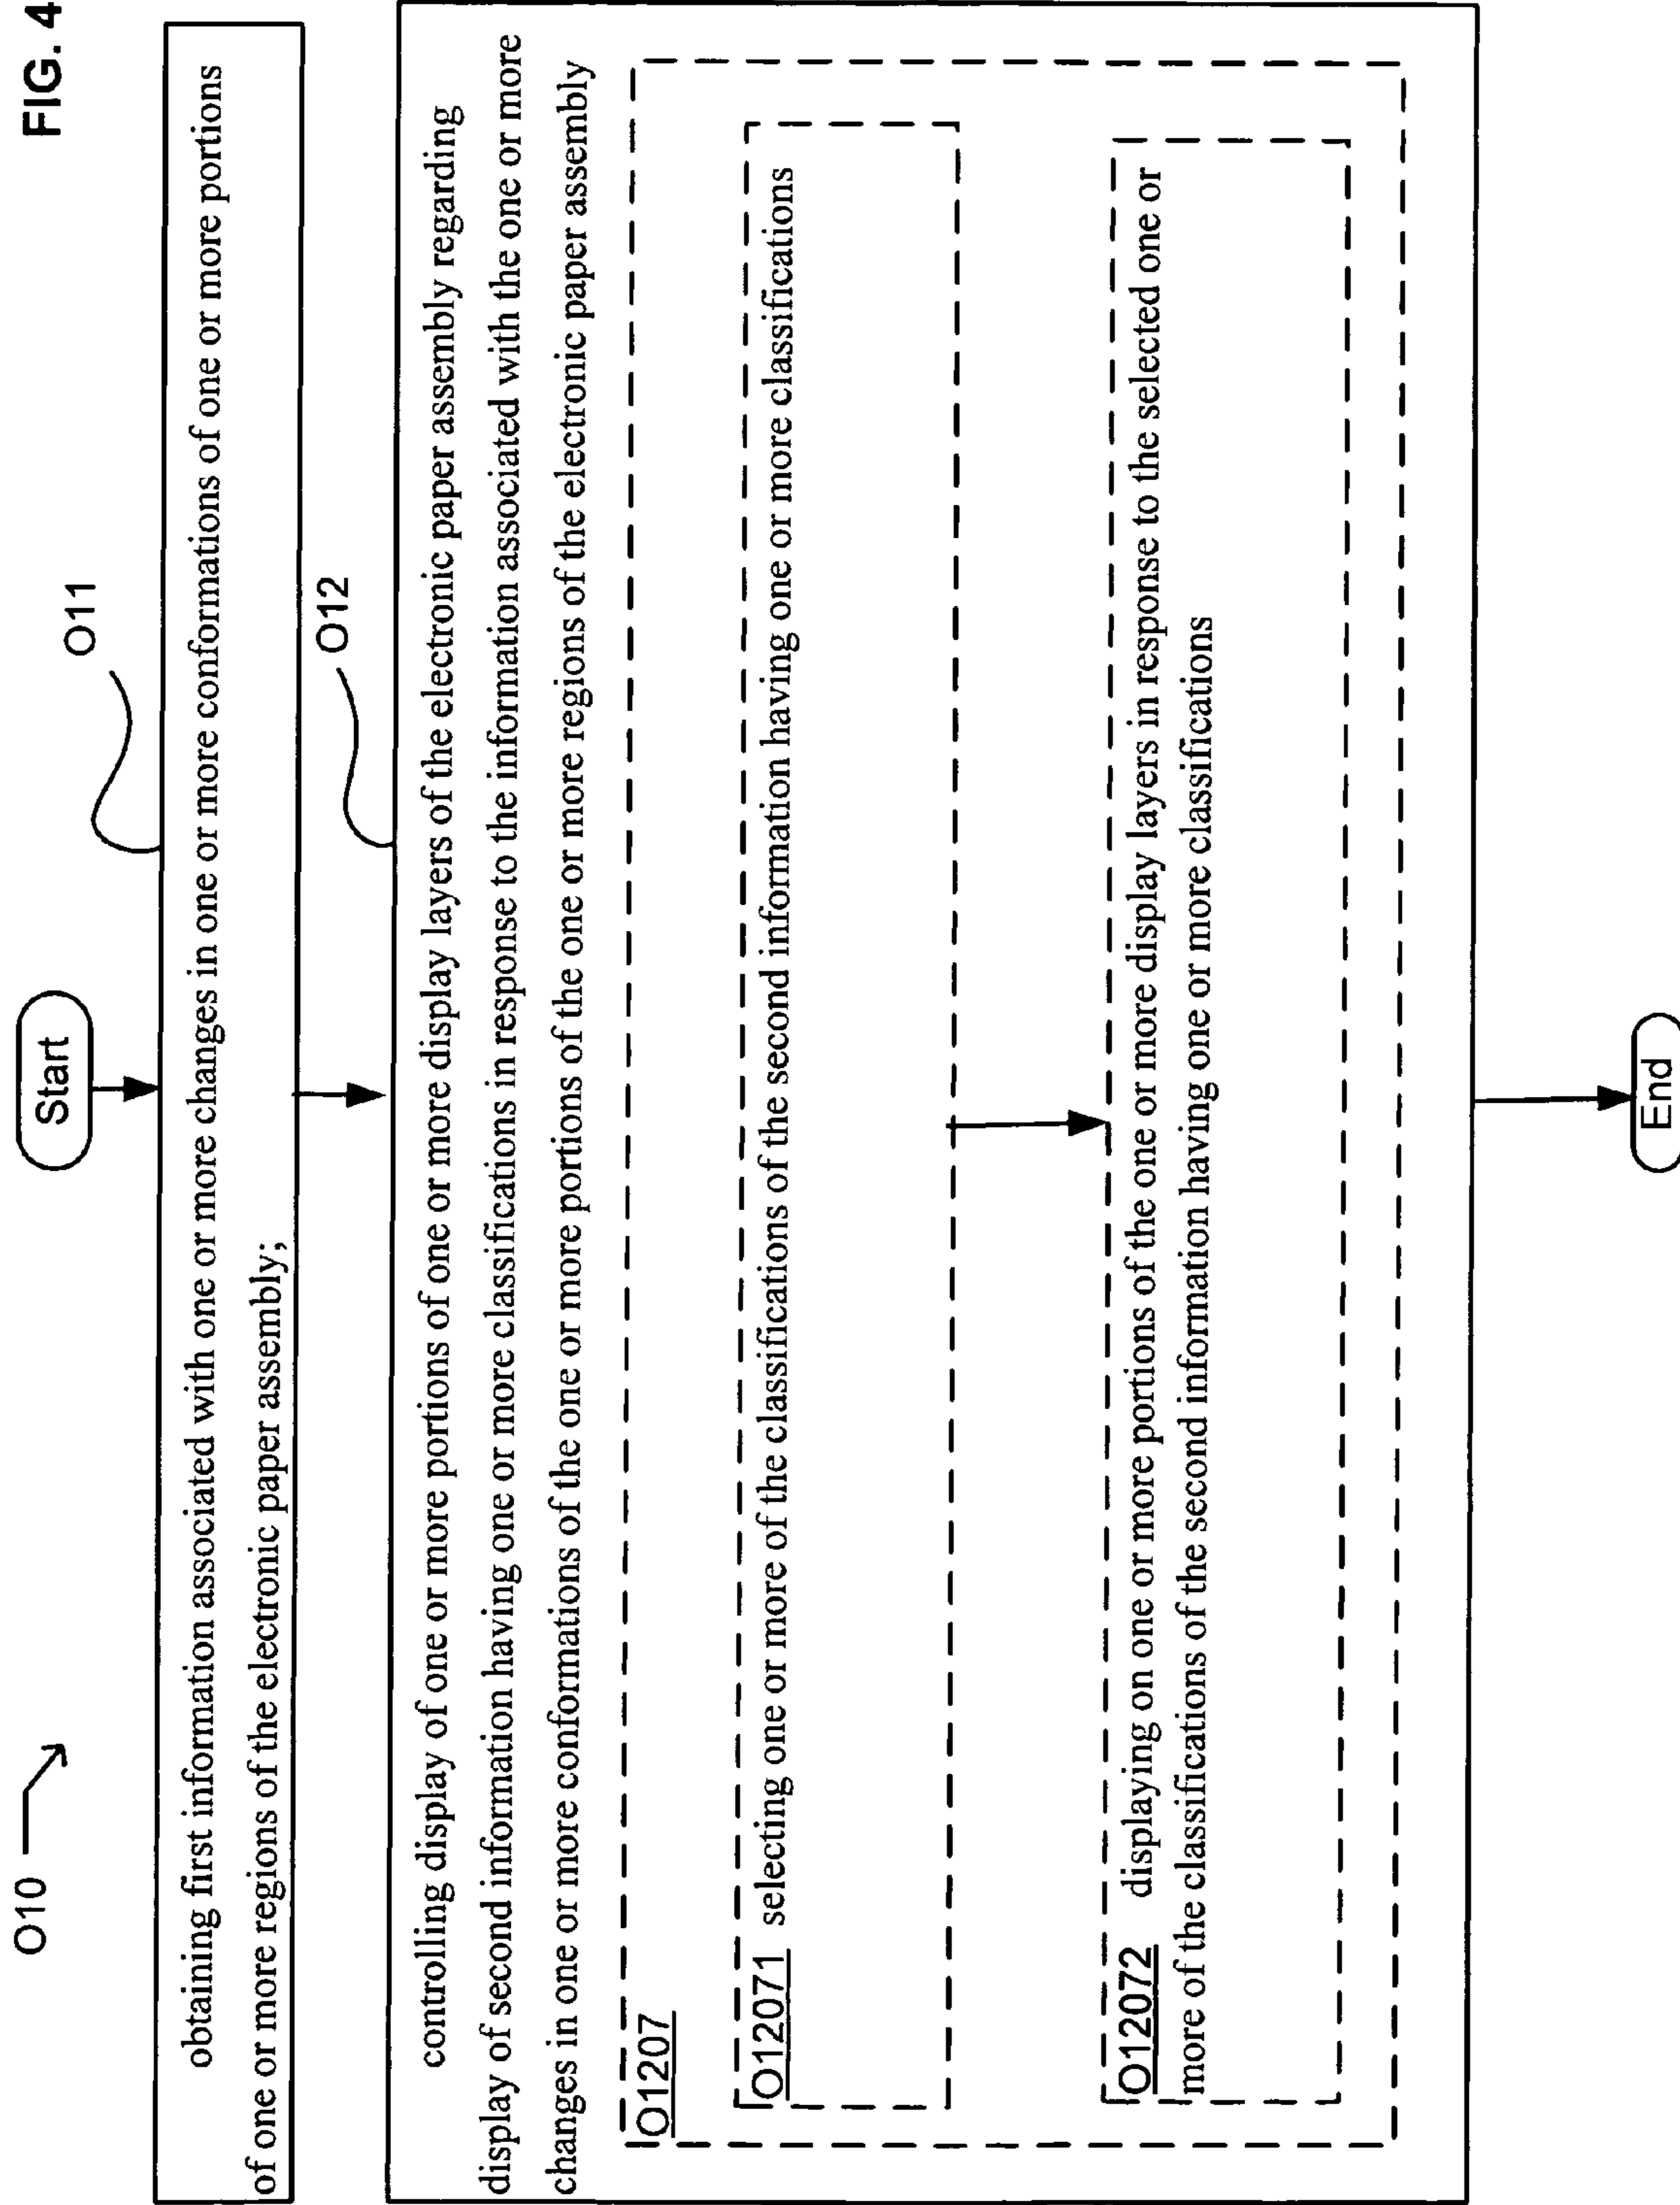 FIG. 4
O10
Start
O11
obtaining first information associated with one or more changes in one or more conformations of one or more portions
of one or more regions of the electronic paper assembly;
O12
controlling display of one or more portions of one or more display layers of the electronic paper assembly regarding
display of second information having one or more classifications in response to the information associated with the one or more
changes in one or more conformations of the one or more portions of the one or more regions of the electronic paper assembly
O1207
O12071 selecting one or more of the classifications of the second information having one or more classifications
O12072 displaying on one or more portions of the one or more display layers in response to the selected one or
more of the classifications of the second information having one or more classifications
End